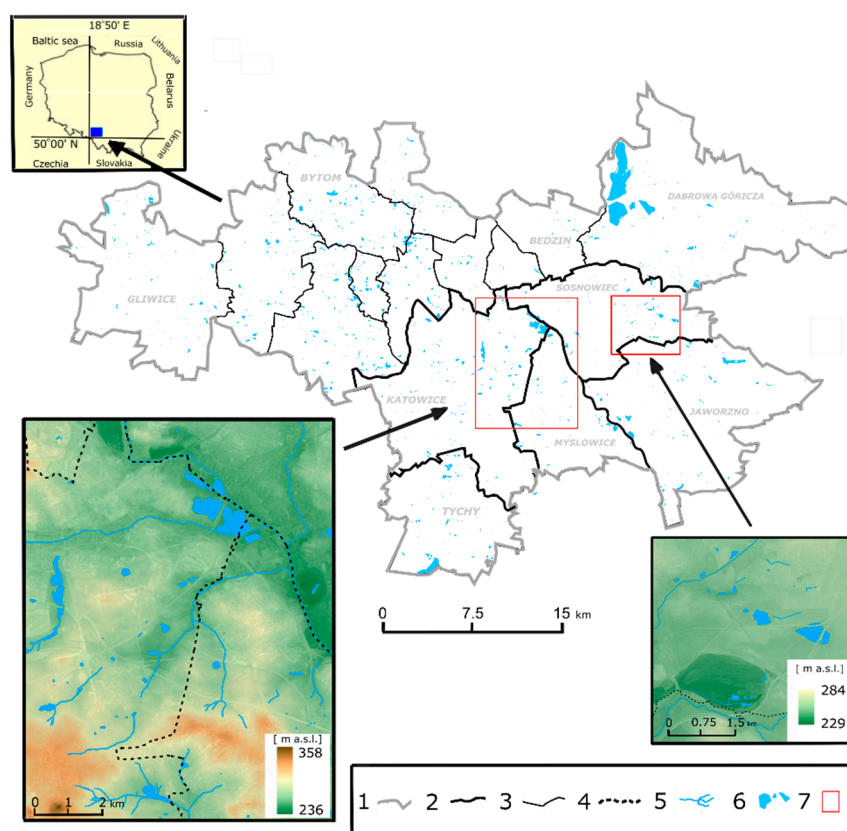 18°50' E
Baltic sea
Russia
Lithuania
Germany
Belarus
50°00' N
Ukraine
Czechia
Slovakia
BYTOM
DABROWA GÓRICZA
BEDZIN
GLIWICE
SOSNOWIEC
KATOWICE
JAWORZNO
MYSLOWICE
TYCHY
0 7.5 15 km
[ m a.s.l.]
358
236
0 1 2 km
[ m a.s.l.]
284
229
0 0.75 1.5 km
1 2 3 4 5 6 7